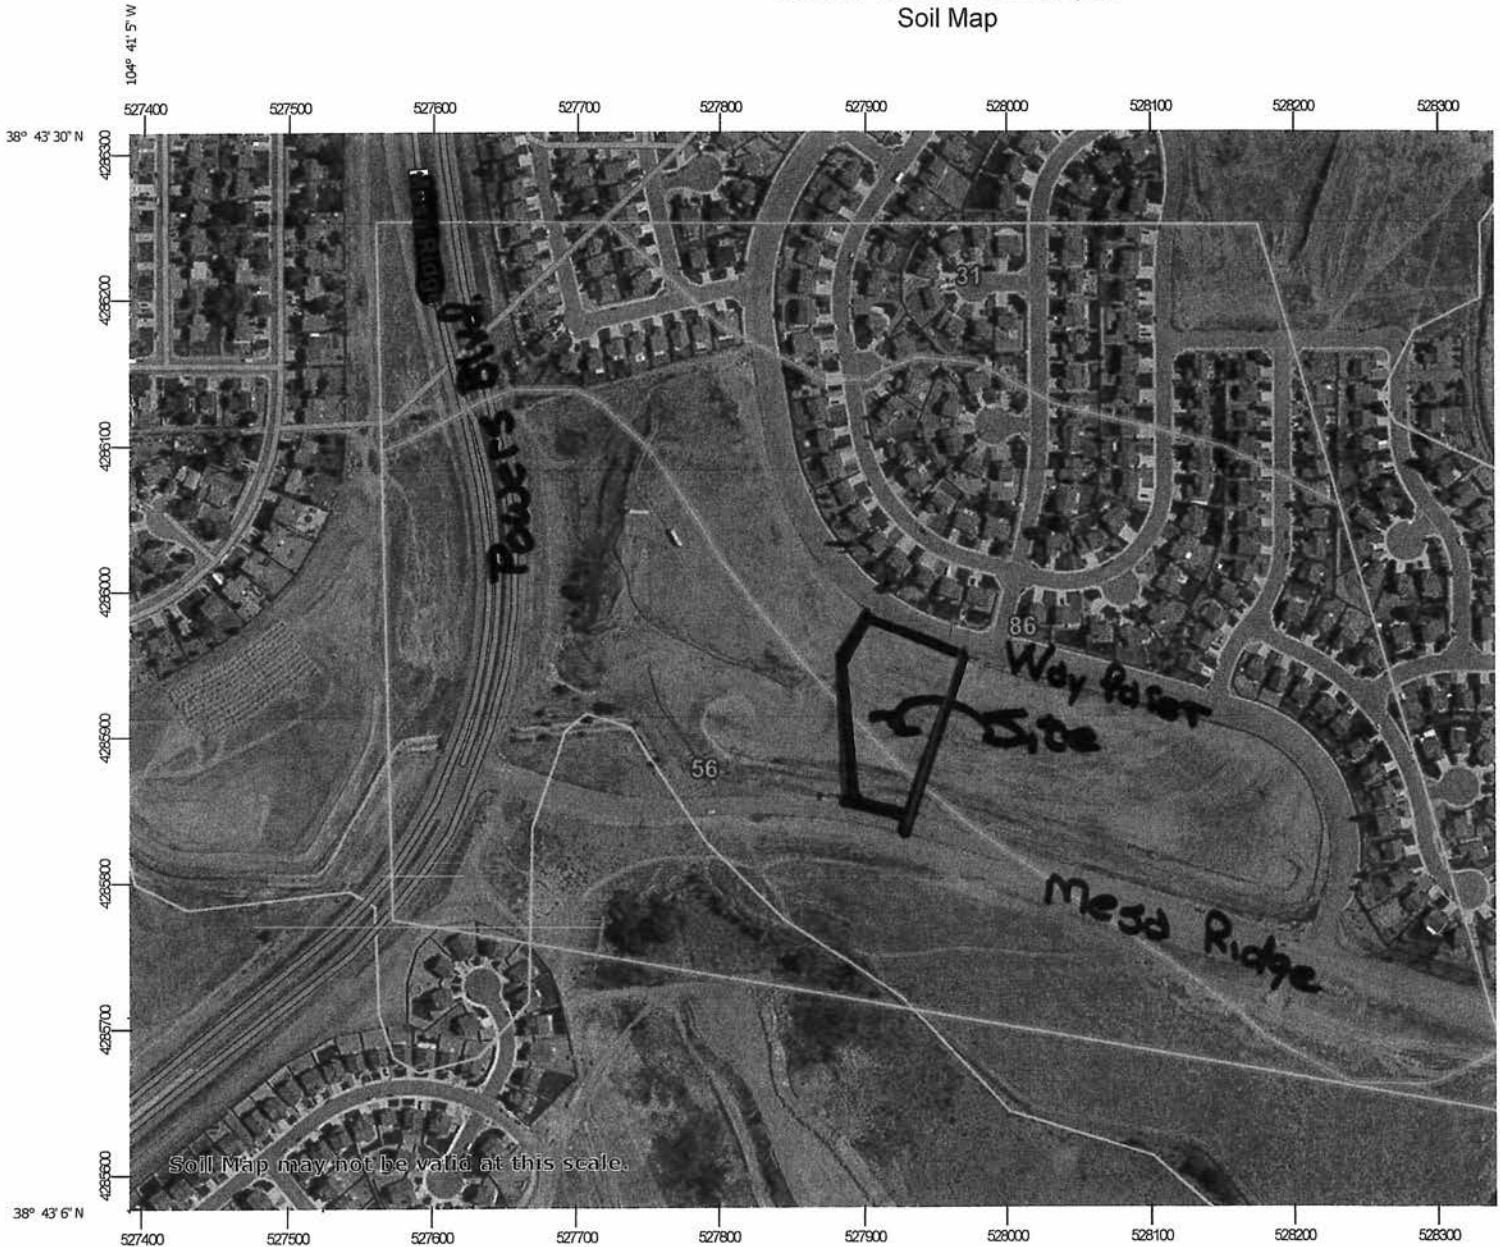 Soil Map
104° 41' 5" W
527400 527500 527600 527700 527800 527900 528000 528100 528200 528300
38° 43' 30" N
4286300
4286200
4286100
4286000
4285900
4285800
4285700
4285600
31
Powers Blvd
86
Way Poser
Site
56
Mesa Ridge
Soil Map may not be valid at this scale.
38° 43' 6" N
527400 527500 527600 527700 527800 527900 528000 528100 528200 528300